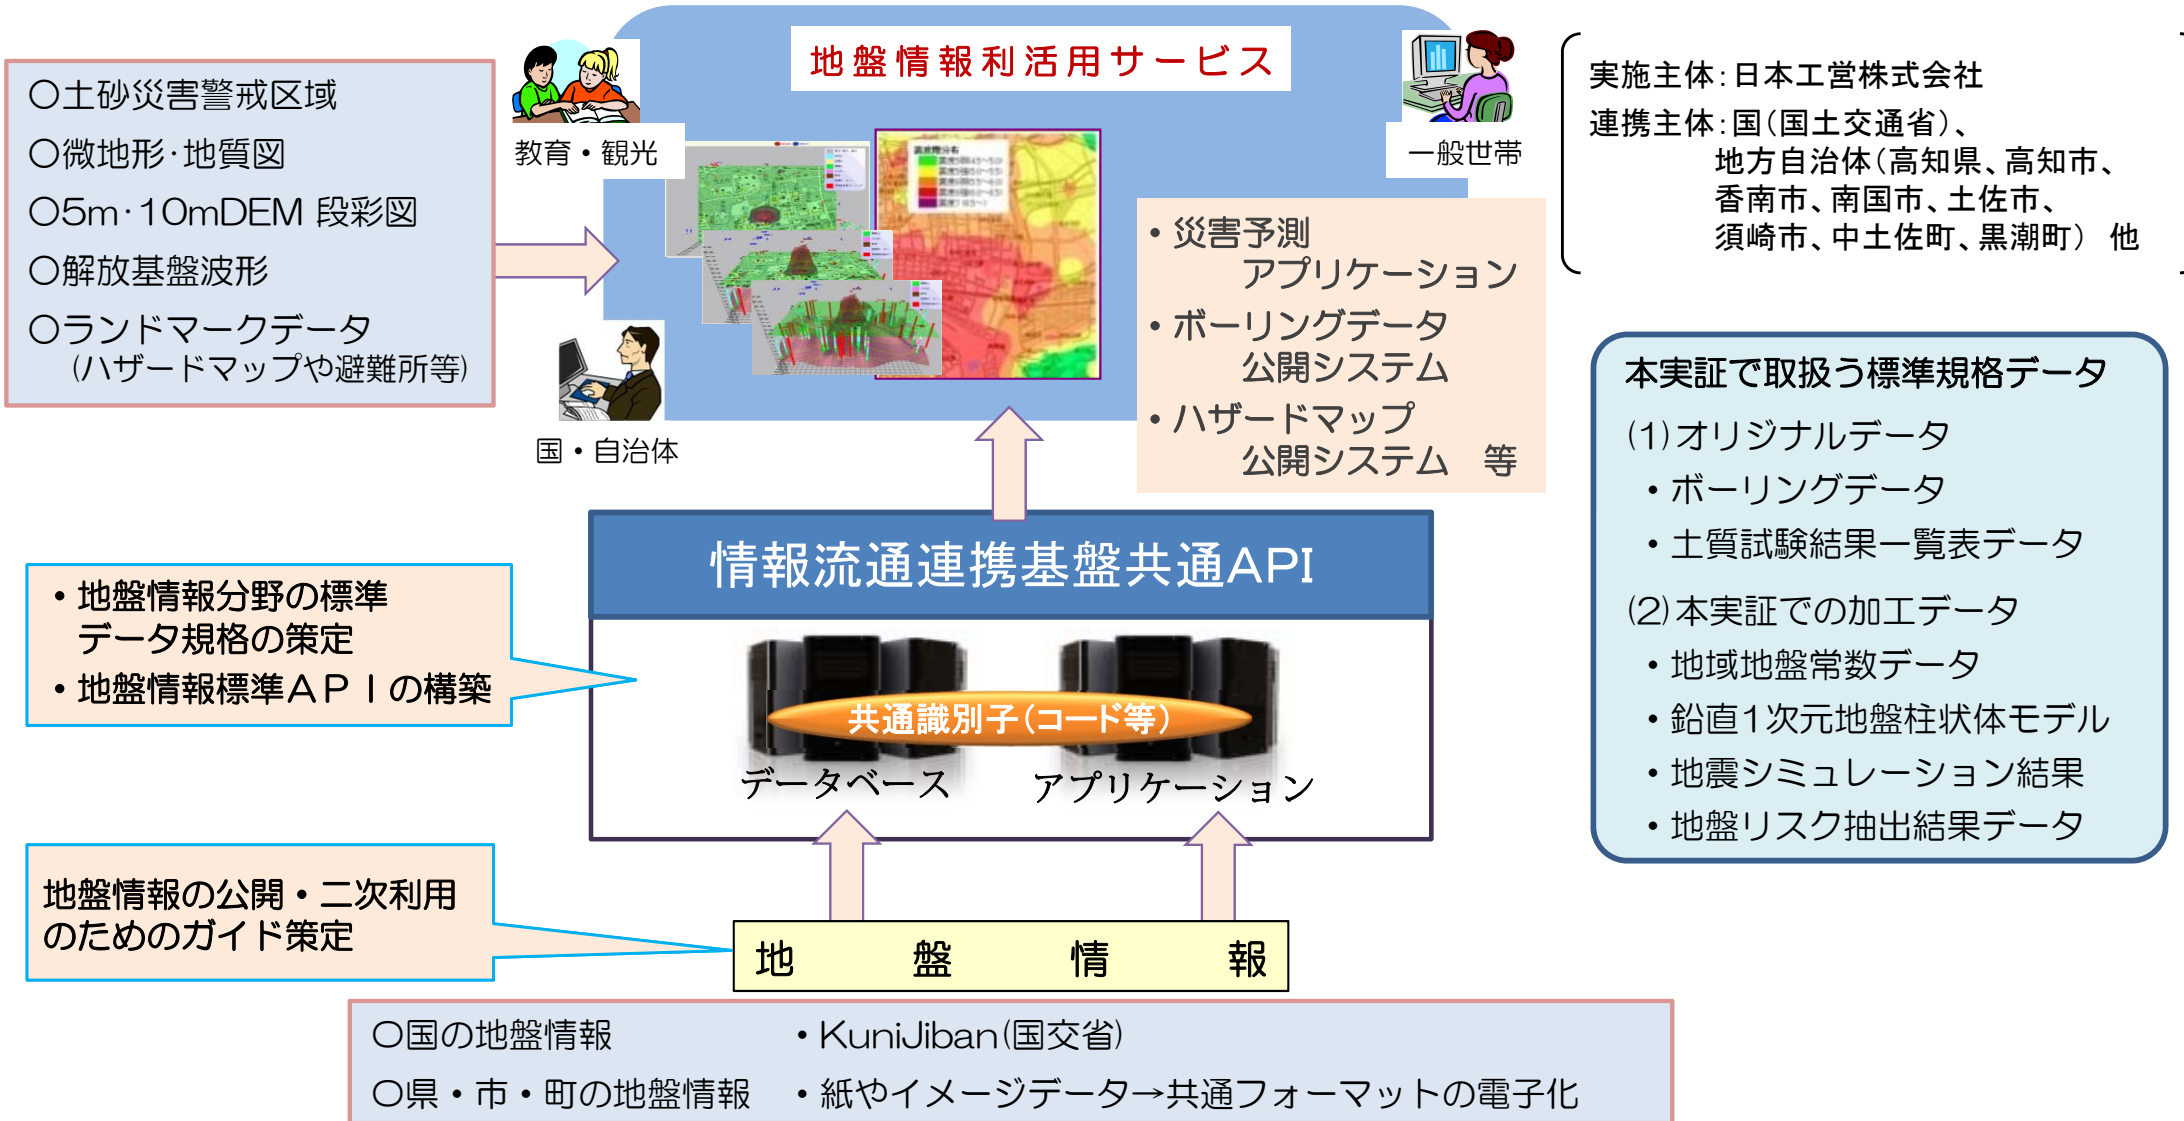 地盤情報利活用サービス
○土砂災害警戒区域
○微地形・地質図
○5m・10mDEM 段彩図
○解放基盤波形
○ランドマークデータ
(ハザードマップや避難所等)
教育・観光
一般世帯
国・自治体
・災害予測
アプリケーション
・ボーリングデータ
公開システム
・ハザードマップ
公開システム 等
実施主体：日本工営株式会社
連携主体：国（国土交通省）、
地方自治体（高知県、高知市、
香南市、南国市、土佐市、
須崎市、中土佐町、黒潮町） 他
本実証で取扱う標準規格データ
(1)オリジナルデータ
・ボーリングデータ
・土質試験結果一覧表データ
(2)本実証での加工データ
・地域地盤常数データ
・鉛直1次元地盤柱状体モデル
・地震シミュレーション結果
・地盤リスク抽出結果データ
情報流通連携基盤共通API
共通識別子（コード等）
データベース
アプリケーション
・地盤情報分野の標準
データ規格の策定
・地盤情報標準ＡＰＩの構築
地盤情報の公開・二次利用
のためのガイド策定
地盤情報
○国の地盤情報 ・KuniJiban(国交省)
○県・市・町の地盤情報 ・紙やイメージデータ→共通フォーマットの電子化